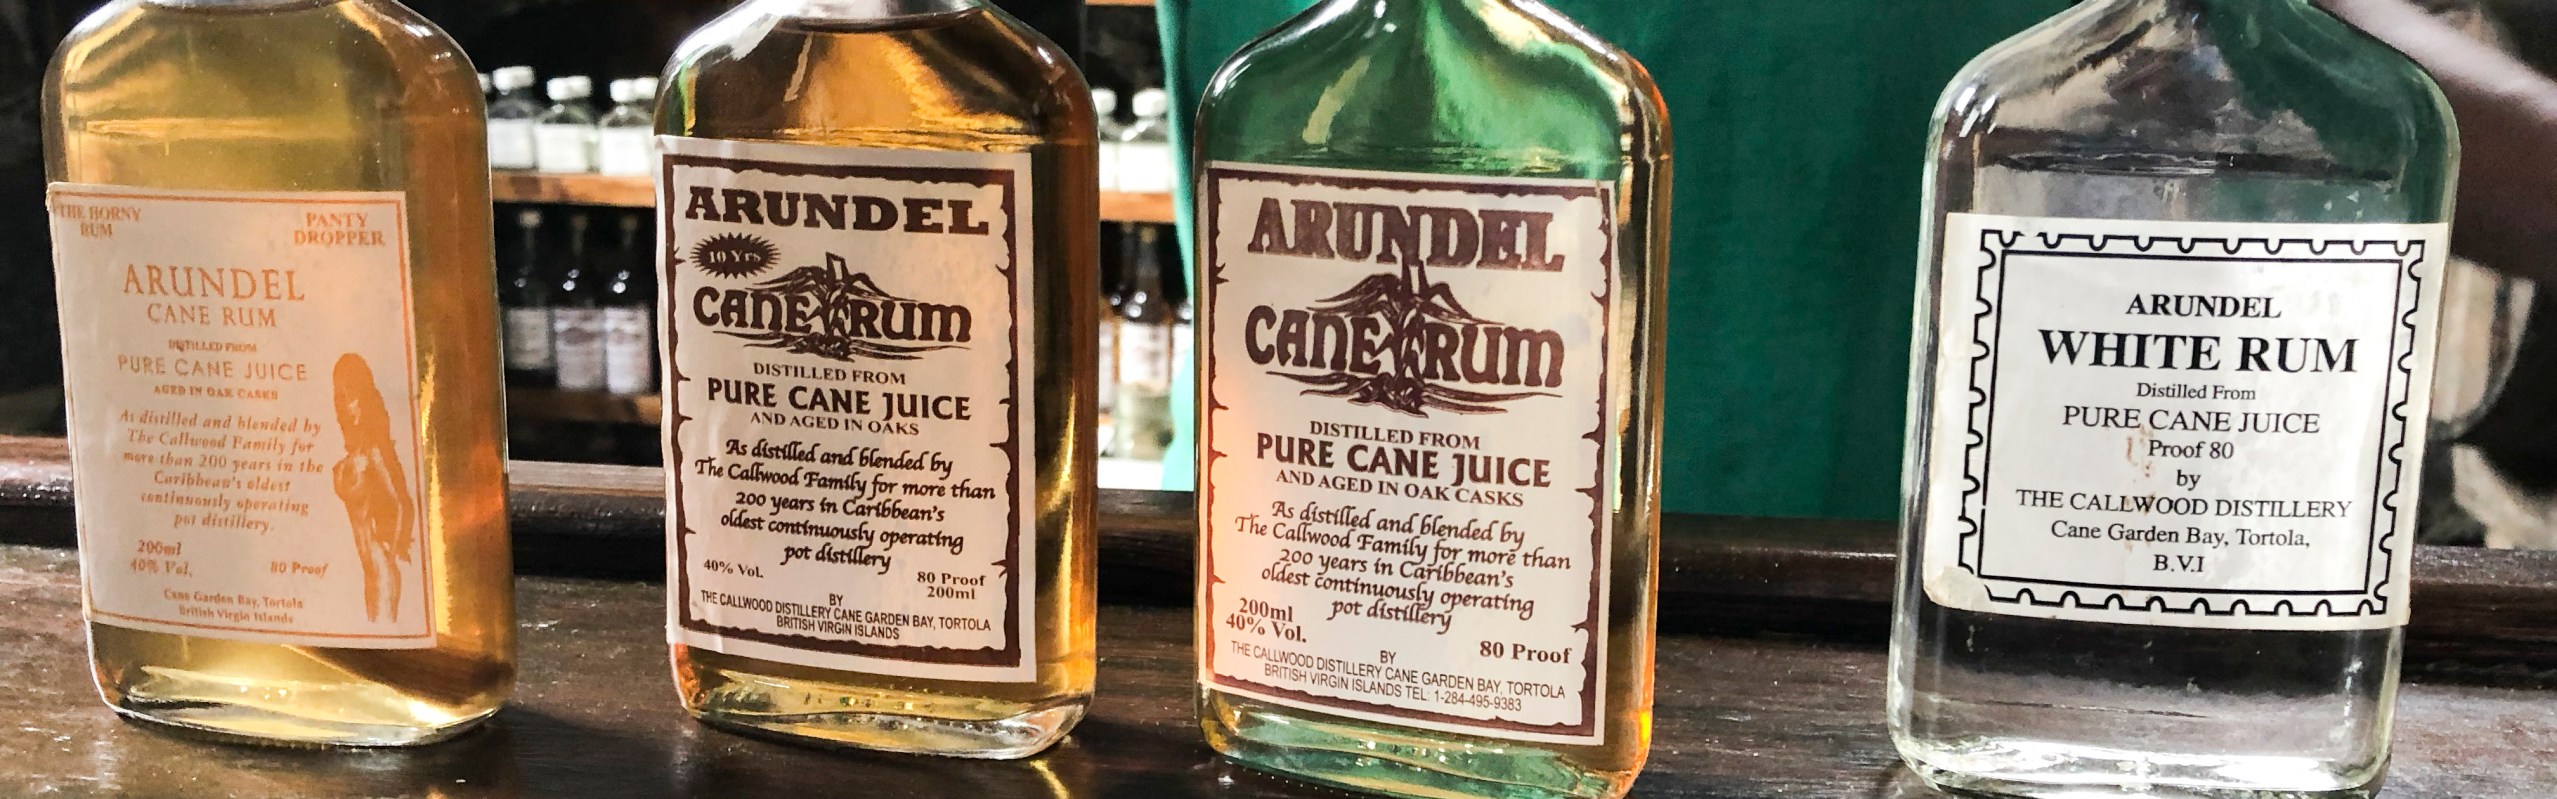 THE HORNY
RUM
PANTY
DROPPER
ARUNDEL
CANE RUM
DISTILLED FROM
PURE CANE JUICE
AGED IN OAK CASKS
As distilled and blended by
The Callwood Family for
more than 200 years in the
Caribbean's oldest
continuously operating
pot distillery.
200ml
40% Vol.
80 Proof
Cane Garden Bay, Tortola
British Virgin Islands
ARUNDEL
10 Yrs
CANE RUM
DISTILLED FROM
PURE CANE JUICE
AND AGED IN OAKS
As distilled and blended by
The Callwood Family for more than
200 years in Caribbean's
oldest continuously operating
pot distillery
40% Vol.
80 Proof
200ml
BY
THE CALLWOOD DISTILLERY CANE GARDEN BAY, TORTOLA
BRITISH VIRGIN ISLANDS
ARUNDEL
CANE RUM
DISTILLED FROM
PURE CANE JUICE
AND AGED IN OAK CASKS
As distilled and blended by
The Callwood Family for more than
200 years in Caribbean's
oldest continuously operating
pot distillery
200ml
40% Vol.
80 Proof
BY
THE CALLWOOD DISTILLERY CANE GARDEN BAY, TORTOLA
BRITISH VIRGIN ISLANDS TEL: 1-284-495-9383
ARUNDEL
WHITE RUM
Distilled From
PURE CANE JUICE
Proof 80
by
THE CALLWOOD DISTILLERY
Cane Garden Bay, Tortola,
B.V.I